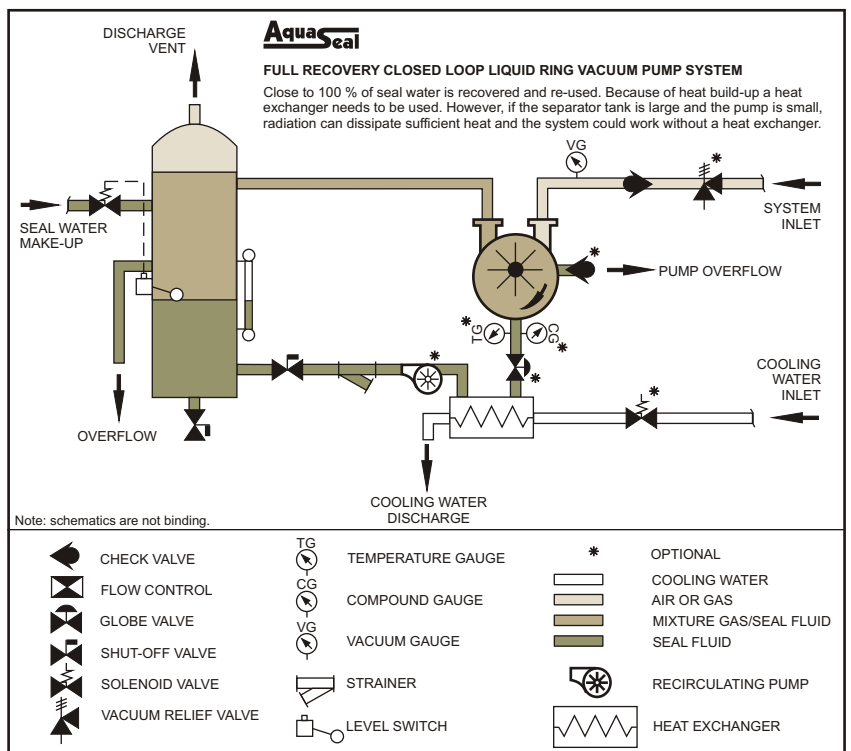 DISCHARGE
VENT
AquaSeal
FULL RECOVERY CLOSED LOOP LIQUID RING VACUUM PUMP SYSTEM
Close to 100 % of seal water is recovered and re-used. Because of heat build-up a heat
exchanger needs to be used. However, if the separator tank is large and the pump is small,
radiation can dissipate sufficient heat and the system could work without a heat exchanger.
VG
*
SYSTEM
INLET
SEAL WATER
MAKE-UP
*
PUMP OVERFLOW
*
TG
CG
*
*
*
COOLING
WATER
INLET
*
OVERFLOW
COOLING WATER
DISCHARGE
Note: schematics are not binding.
CHECK VALVE
FLOW CONTROL
GLOBE VALVE
SHUT-OFF VALVE
SOLENOID VALVE
VACUUM RELIEF VALVE
TG
TEMPERATURE GAUGE
CG
COMPOUND GAUGE
VG
VACUUM GAUGE
STRAINER
LEVEL SWITCH
* OPTIONAL
COOLING WATER
AIR OR GAS
MIXTURE GAS/SEAL FLUID
SEAL FLUID
RECIRCULATING PUMP
HEAT EXCHANGER